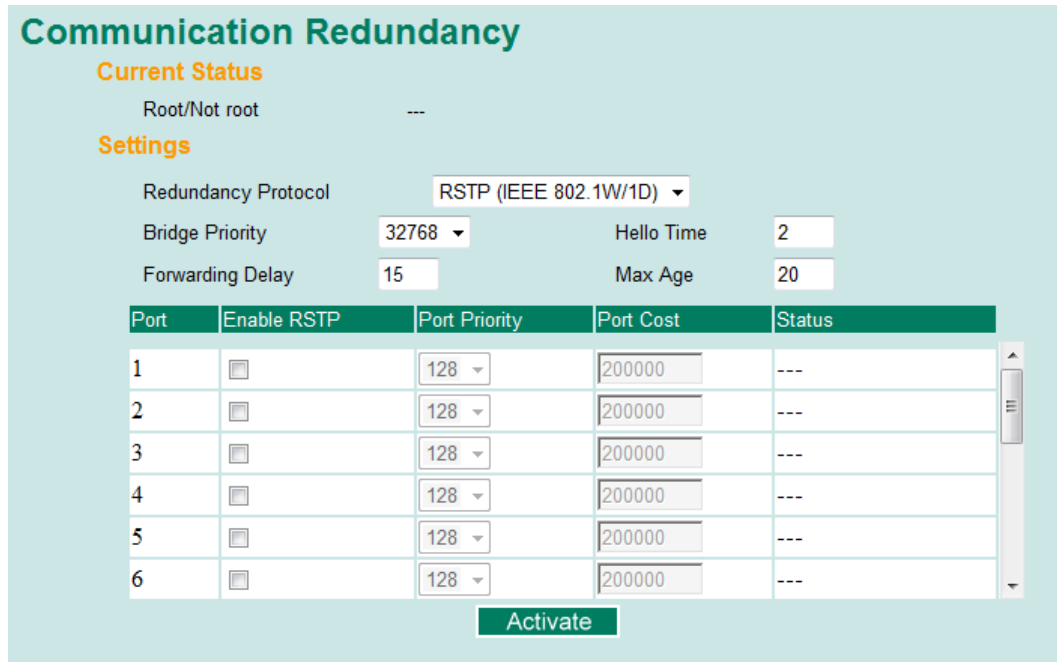 Communication Redundancy
Current Status
Root/Not root ---
Settings
Redundancy Protocol RSTP (IEEE 802.1W/1D)
Bridge Priority 32768 Hello Time 2
Forwarding Delay 15 Max Age 20
Port Enable RSTP Port Priority Port Cost Status
1 128 200000 ---
2 128 200000 ---
3 128 200000 ---
4 128 200000 ---
5 128 200000 ---
6 128 200000 ---
Activate